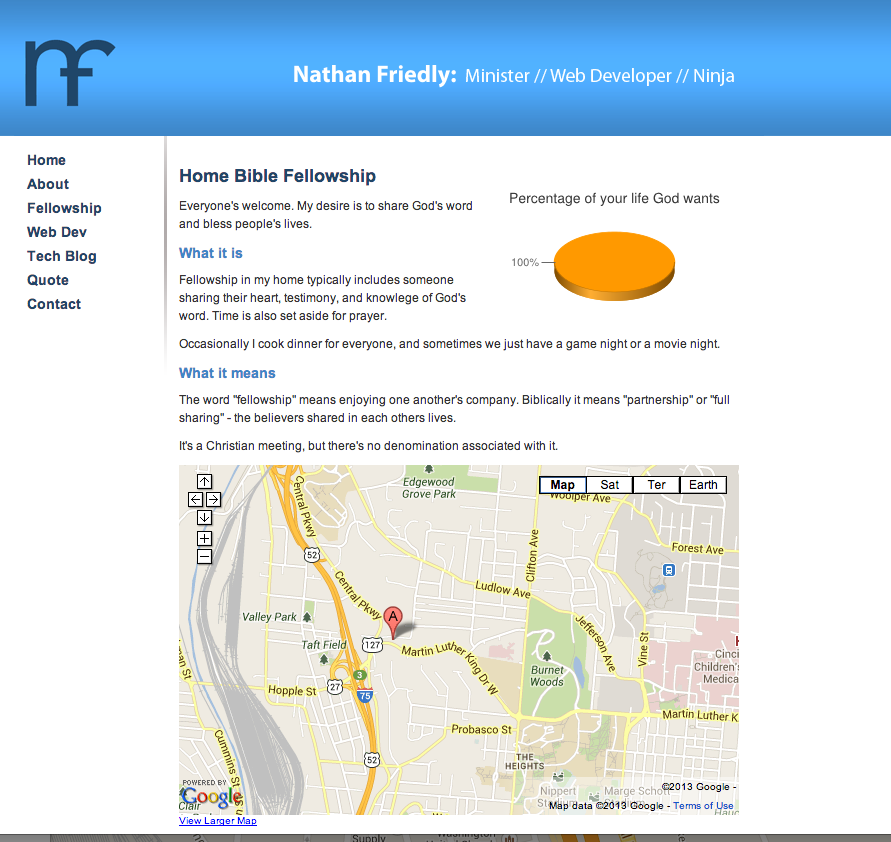 nf
Nathan Friedly: Minister // Web Developer // Ninja
Home
About
Fellowship
Web Dev
Tech Blog
Quote
Contact
Home Bible Fellowship
Everyone's welcome. My desire is to share God's word
and bless people's lives.
Percentage of your life God wants
100%
What it is
Fellowship in my home typically includes someone
sharing their heart, testimony, and knowlege of God's
word. Time is also set aside for prayer.
Occasionally I cook dinner for everyone, and sometimes we just have a game night or a movie night.
What it means
The word "fellowship" means enjoying one another's company. Biblically it means "partnership" or "full
sharing" - the believers shared in each others lives.
It's a Christian meeting, but there's no denomination associated with it.
Map Sat Ter Earth
Edgewood
Grove Park
Central Pkwy
Woolper Ave
52
Clifton Ave
Forest Ave
Central Pkwy
Ludlow Ave
Valley Park
A
Jefferson Ave
Taft Field
127
Martin Luther King Dr W
Vine St
Burnet
Woods
Cinci
Children's
Medica
3
27
75
Hopple St
Martin Luther K
Probasco St
Cummins St
52
THE
HEIGHTS
POWERED BY
Google
Clair
Nippert
Marge Schott
©2013 Google -
Map data ©2013 Google - Terms of Use
View Larger Map
Supply
Washington